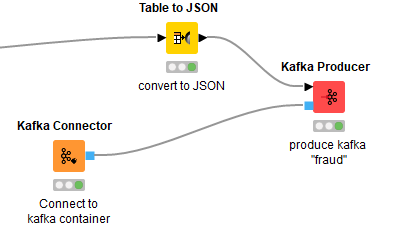 Table to JSON
convert to JSON
Kafka Producer
produce kafka
"fraud"
Kafka Connector
Connect to
kafka container